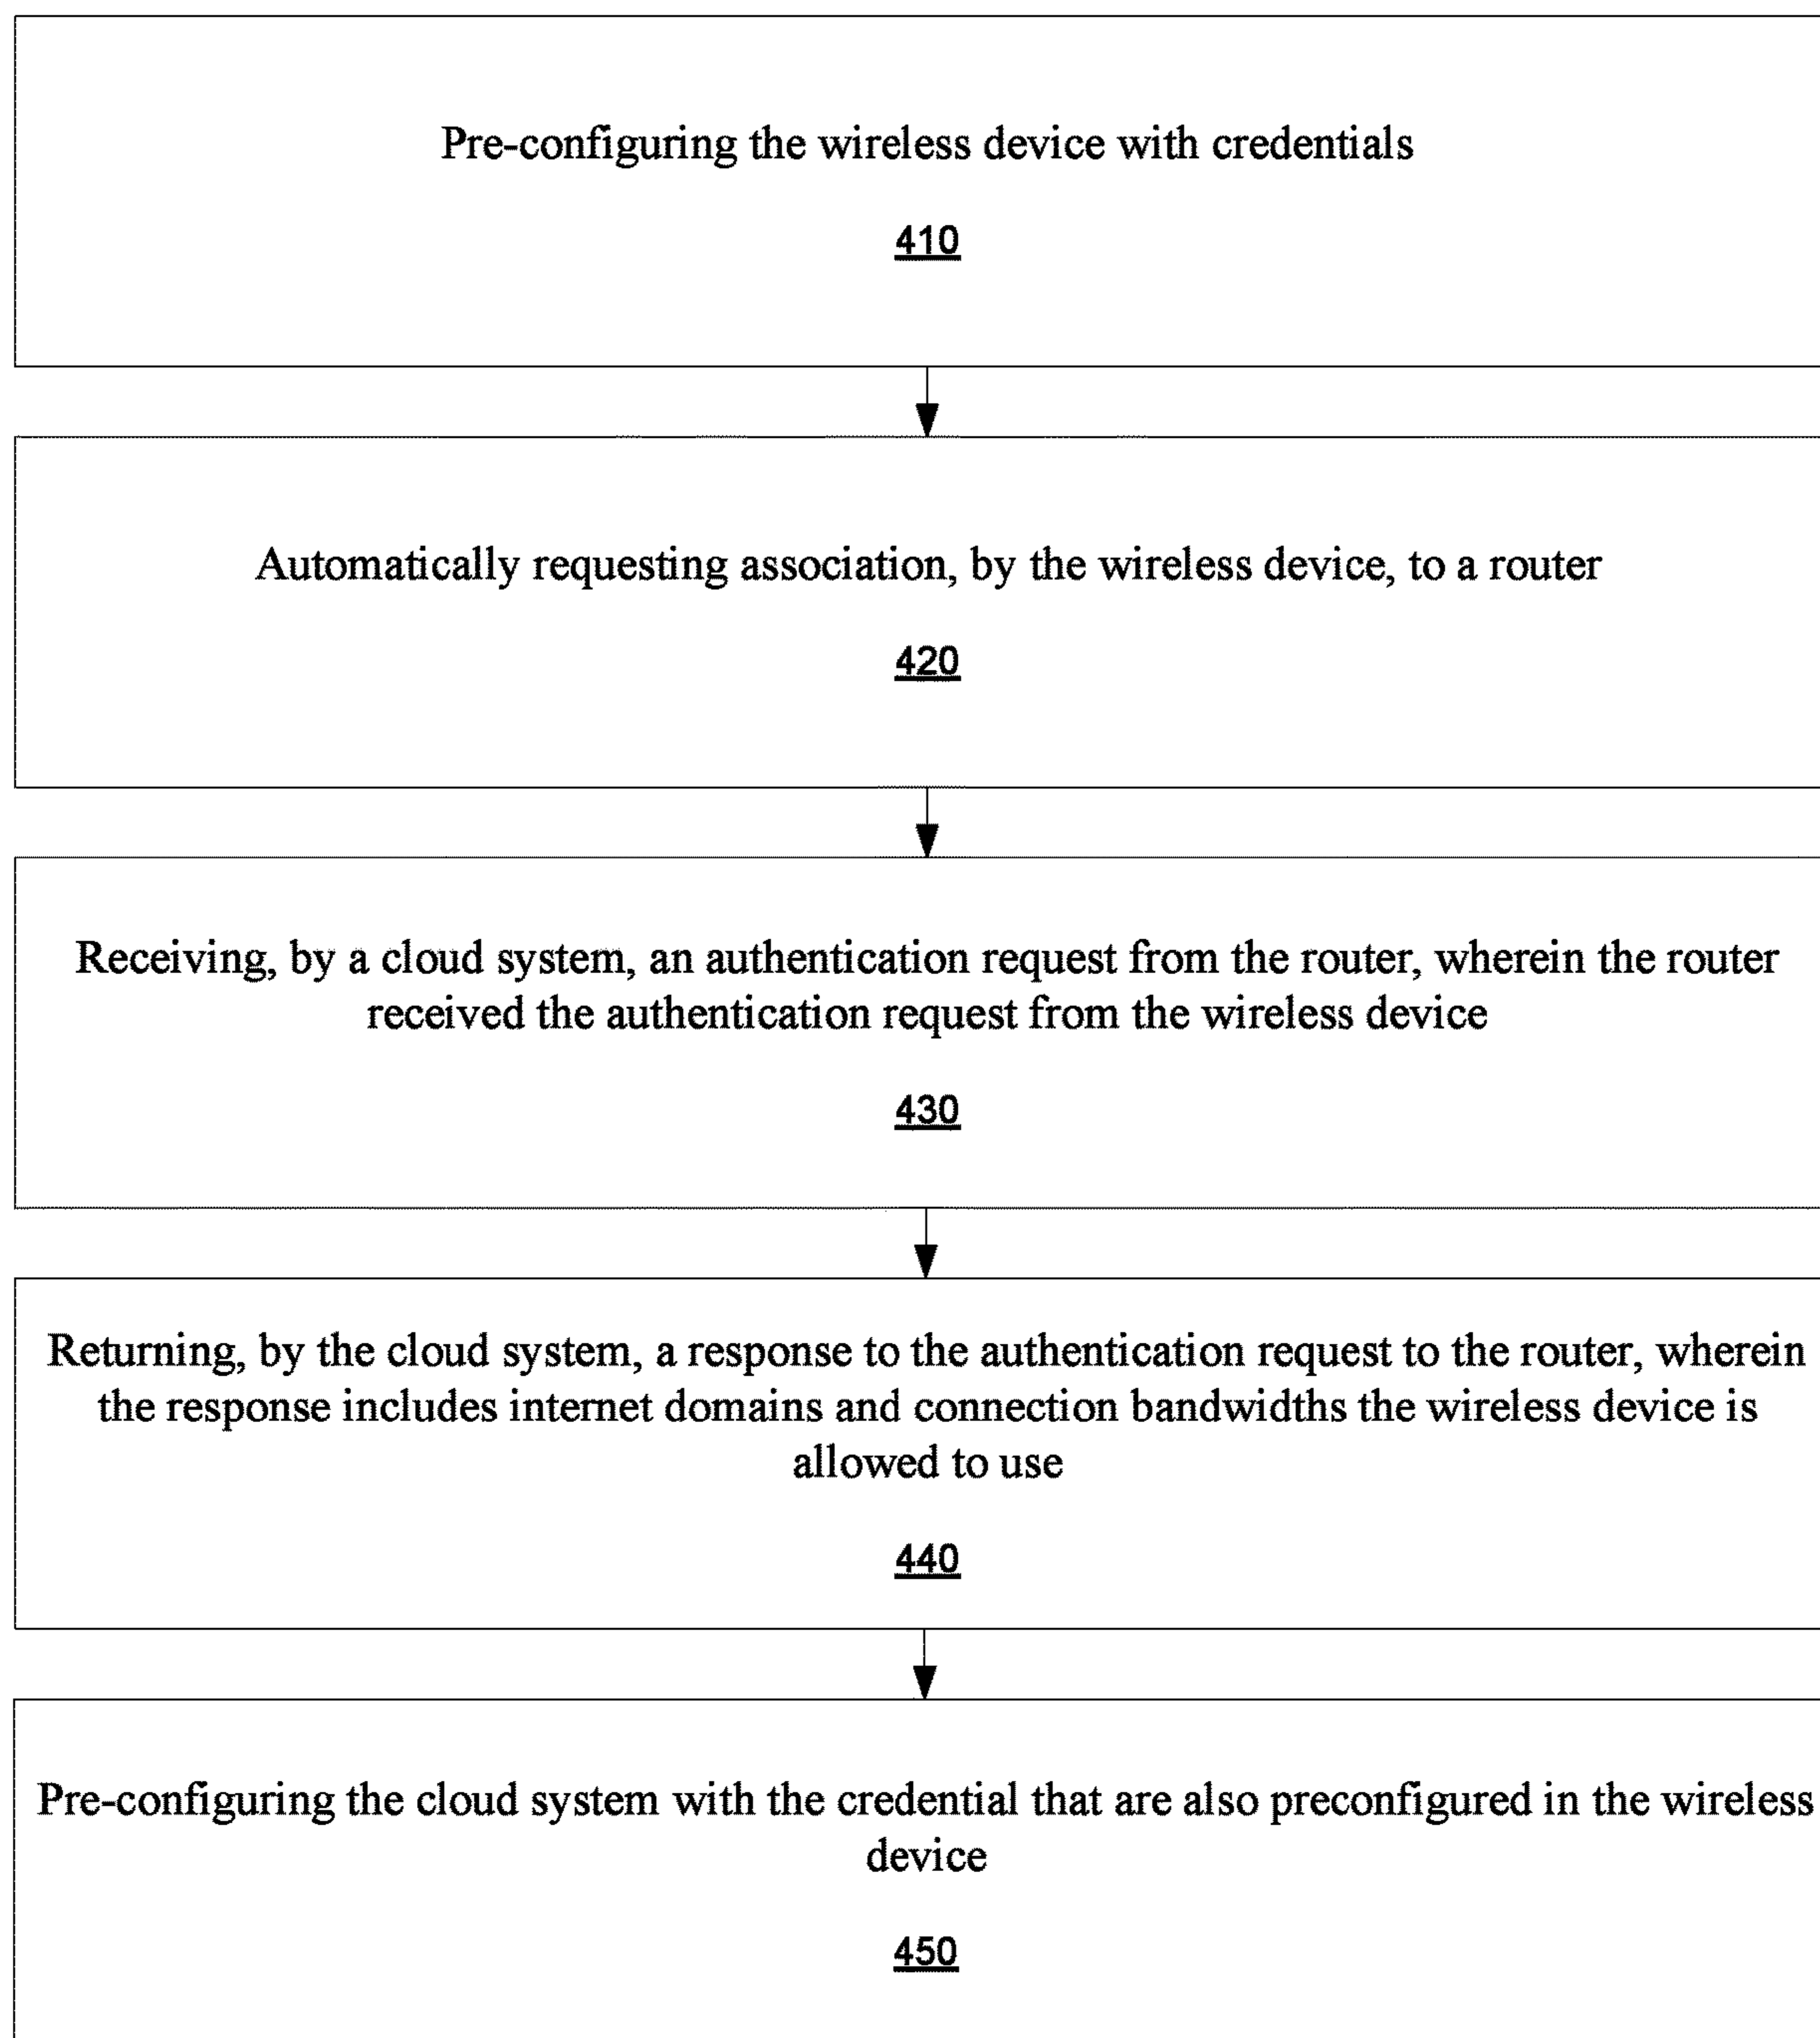 Pre-configuring the wireless device with credentials
410
Automatically requesting association, by the wireless device, to a router
420
Receiving, by a cloud system, an authentication request from the router, wherein the router
received the authentication request from the wireless device
430
Returning, by the cloud system, a response to the authentication request to the router, wherein
the response includes internet domains and connection bandwidths the wireless device is
allowed to use
440
Pre-configuring the cloud system with the credential that are also preconfigured in the wireless
device
450